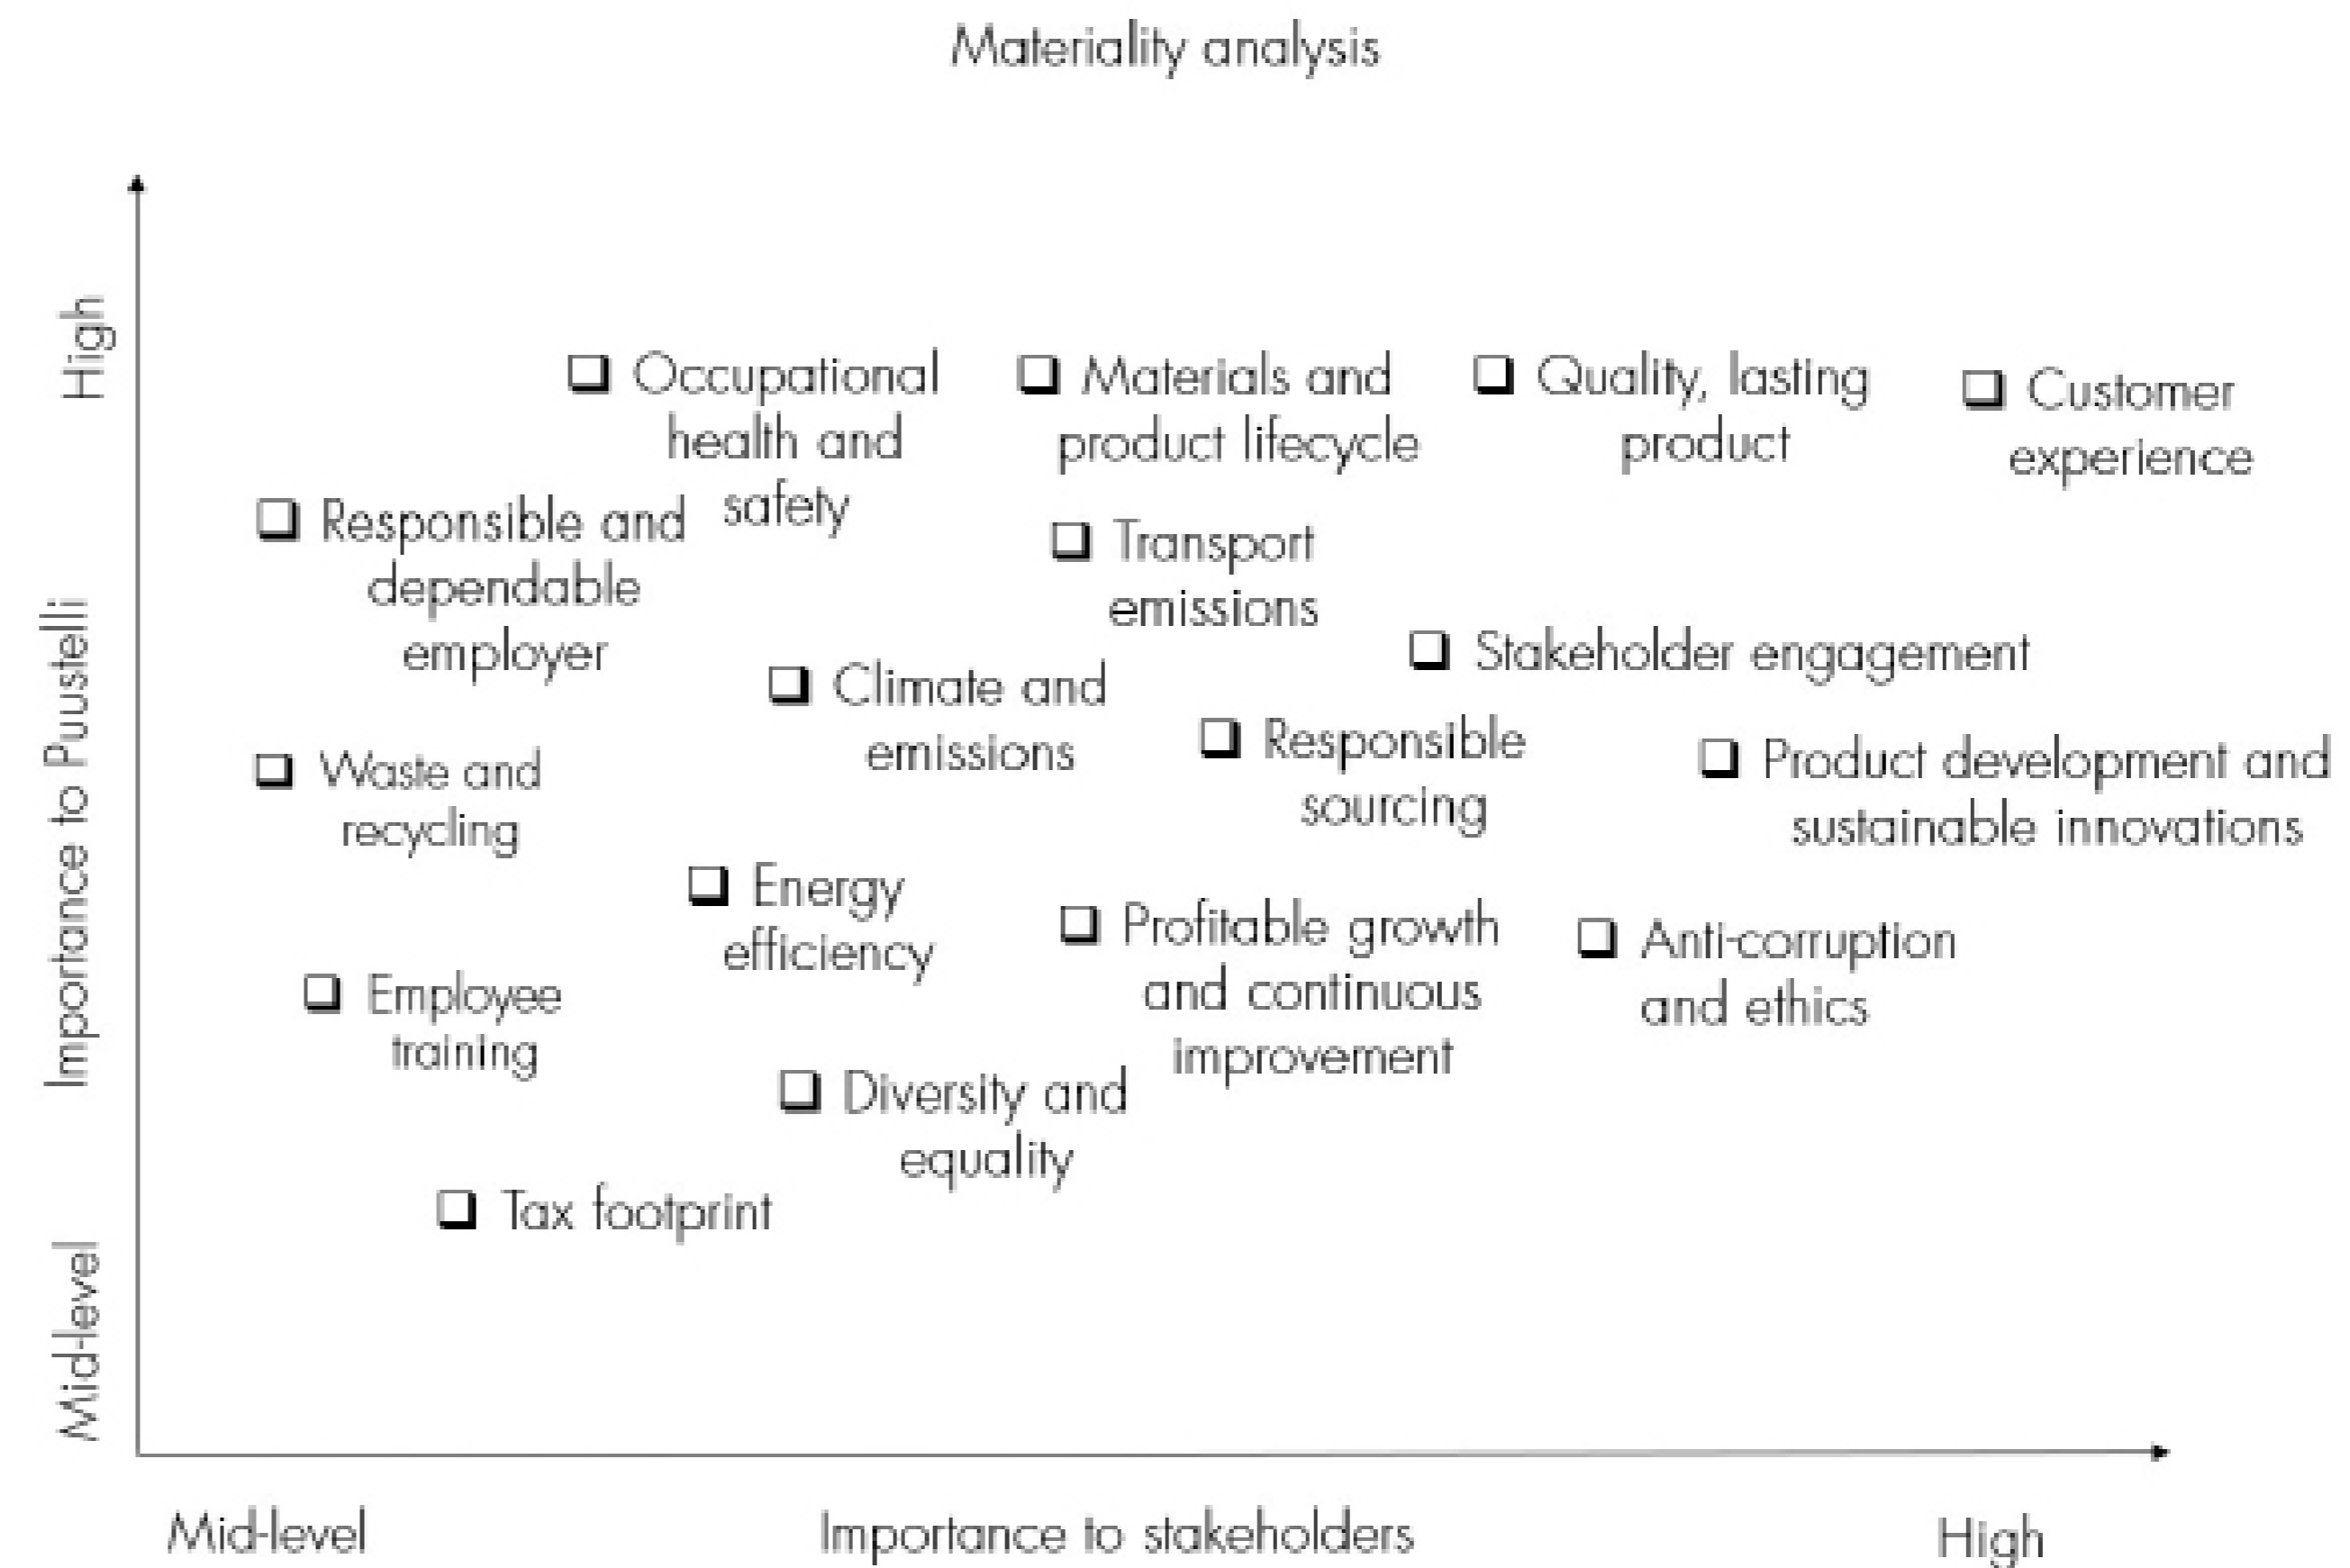 Materiality analysis
High
Importance to Puustelli
Mid-level
❑ Occupational
health and
safety
❑ Materials and
product lifecycle
❑ Quality, lasting
product
❑ Customer
experience
❑ Responsible and
dependable
employer
❑ Transport
emissions
❑ Stakeholder engagement
❑ Climate and
emissions
❑ Responsible
sourcing
❑ Product development and
sustainable innovations
❑ Waste and
recycling
❑ Energy
efficiency
❑ Profitable growth
and continuous
improvement
❑ Anti-corruption
and ethics
❑ Employee
training
❑ Diversity and
equality
❑ Tax footprint
Mid-level
Importance to stakeholders
High